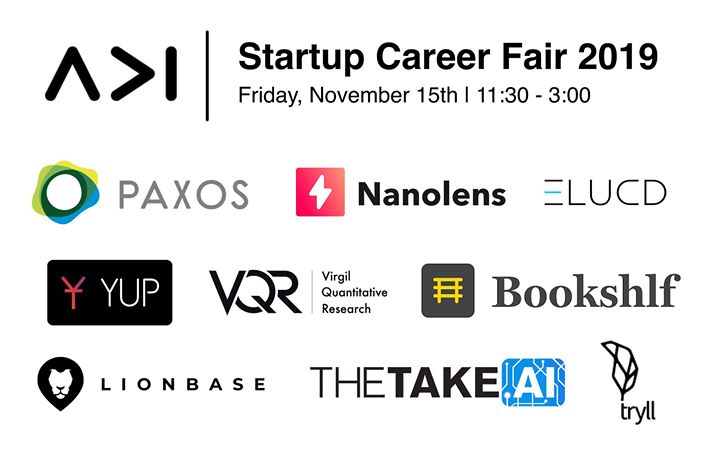 ADI
Startup Career Fair 2019
Friday, November 15th | 11:30 - 3:00
PAXOS
Nanolens
ELUCD
YUP
VQR
Virgil
Quantitative
Research
Bookshlf
LIONBASE
THETAKE.AI
tryll